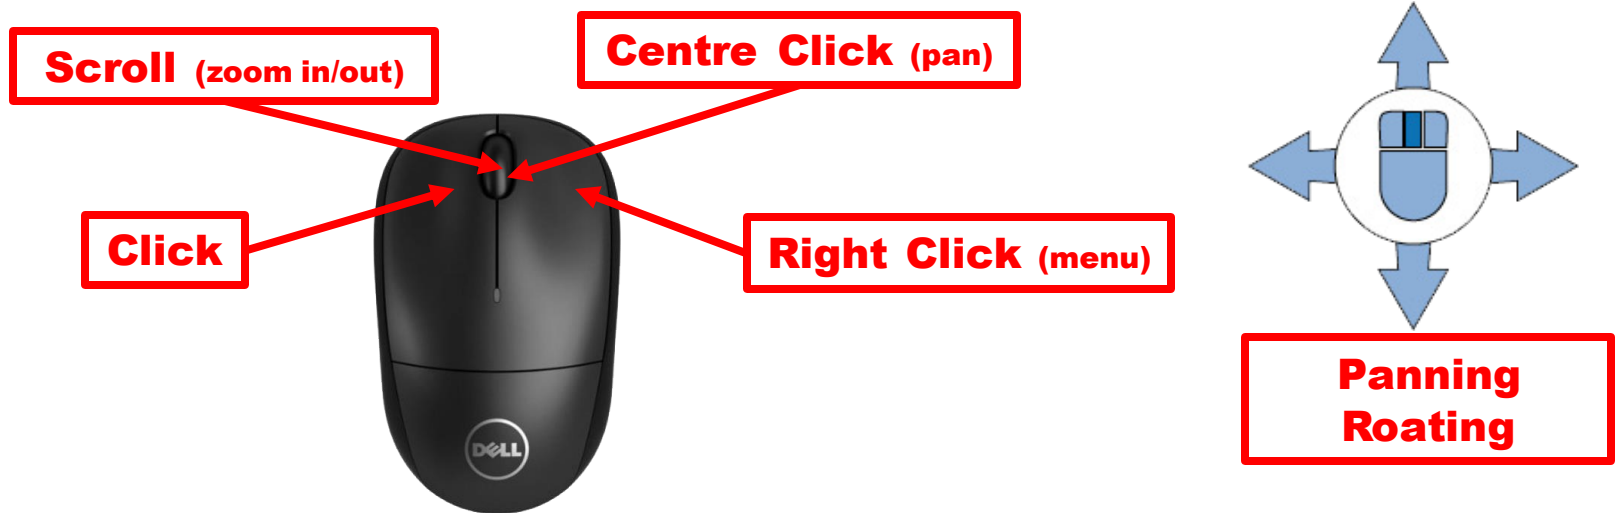 Scroll (zoom in/out)
Centre Click (pan)
Click
Right Click (menu)
DELL
Panning
Roating